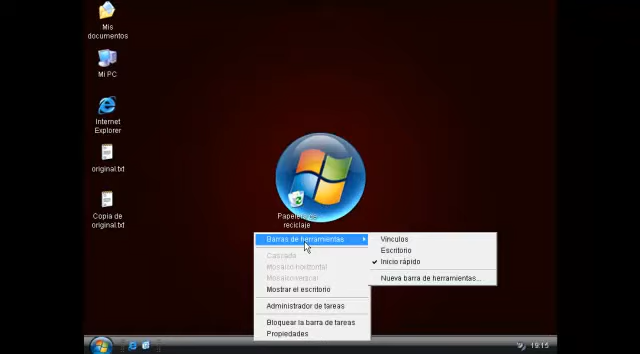 Mis
documentos
Mi PC
Internet
Explorer
original.txt
Copia de
original.txt
Papelera de
reciclaje
Barras de herramientas
Cascada
Mosaico horizontal
Mosaico vertical
Mostrar el escritorio
Administrador de tareas
Bloquear la barra de tareas
Propiedades
Vínculos
Escritorio
Inicio rápido
Nueva barra de herramientas...
19:15